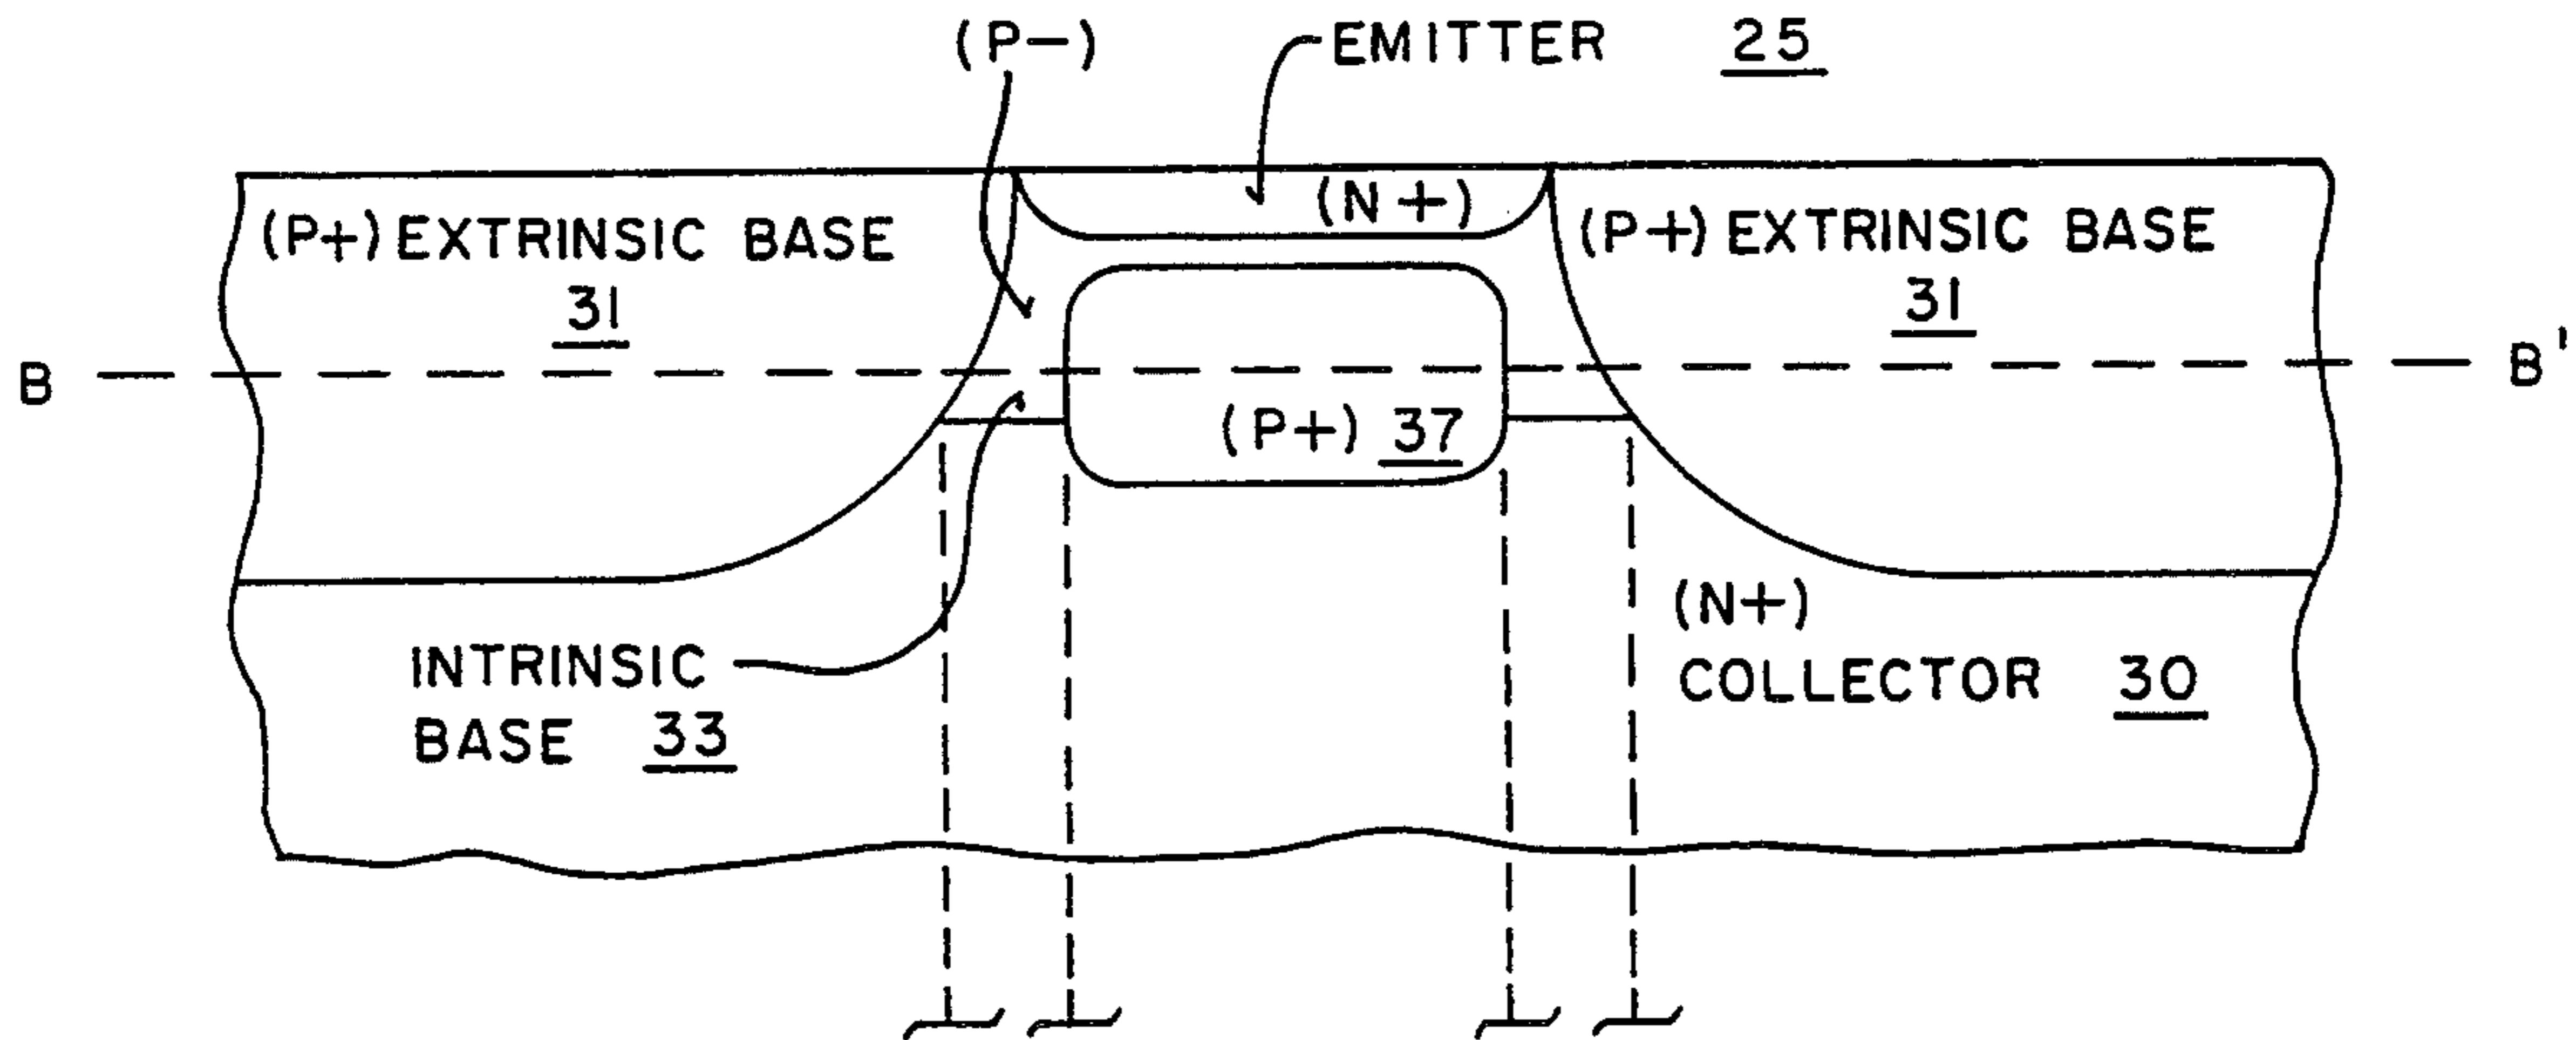 (P−)
EMITTER 25
(N+)
(P+) EXTRINSIC BASE
31
(P+) EXTRINSIC BASE
31
B
B'
(P+) 37
INTRINSIC
BASE 33
(N+)
COLLECTOR 30